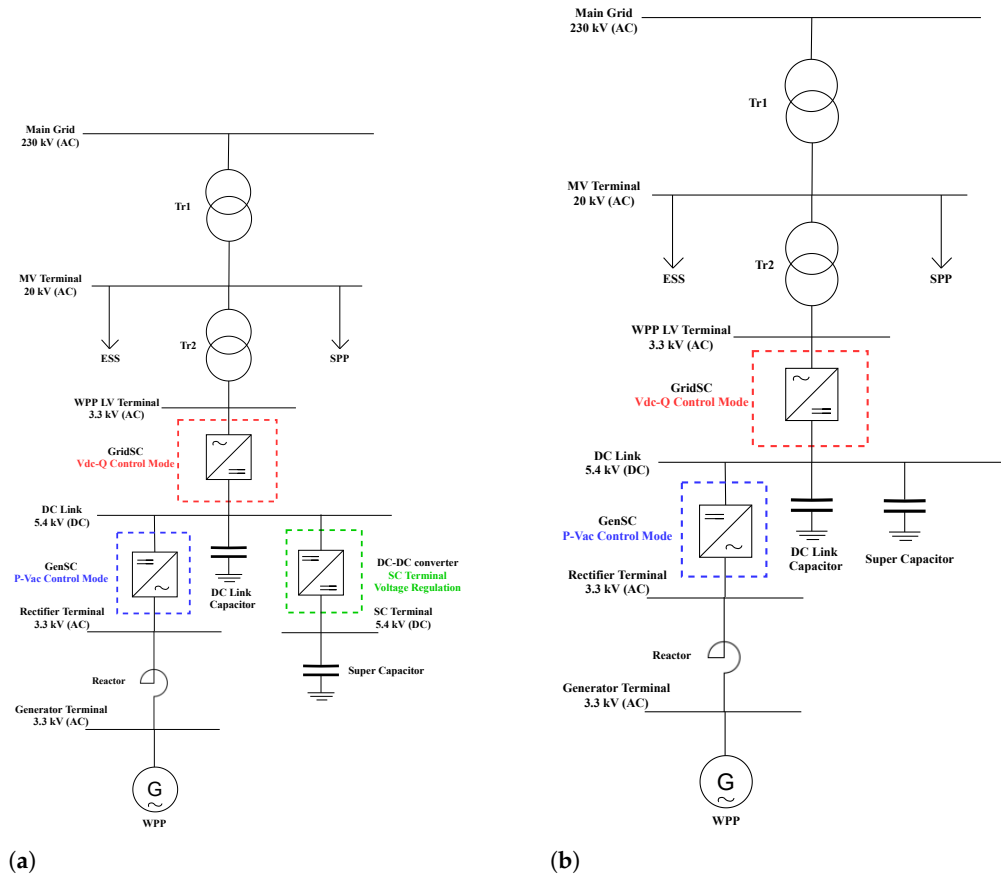 Main Grid
230 kV (AC)
Tr1
MV Terminal
20 kV (AC)
ESS
Tr2
SPP
WPP LV Terminal
3.3 kV (AC)
GridSC
Vdc-Q Control Mode
DC Link
5.4 kV (DC)
GenSC
P-Vac Control Mode
DC Link
Capacitor
DC-DC converter
SC Terminal
Voltage Regulation
Rectifier Terminal
3.3 kV (AC)
SC Terminal
5.4 kV (DC)
Reactor
Super Capacitor
Generator Terminal
3.3 kV (AC)
G
WPP
(a)
Main Grid
230 kV (AC)
Tr1
MV Terminal
20 kV (AC)
ESS
Tr2
SPP
WPP LV Terminal
3.3 kV (AC)
GridSC
Vdc-Q Control Mode
DC Link
5.4 kV (DC)
GenSC
P-Vac Control Mode
DC Link
Capacitor
Super Capacitor
Rectifier Terminal
3.3 kV (AC)
Reactor
Generator Terminal
3.3 kV (AC)
G
WPP
(b)